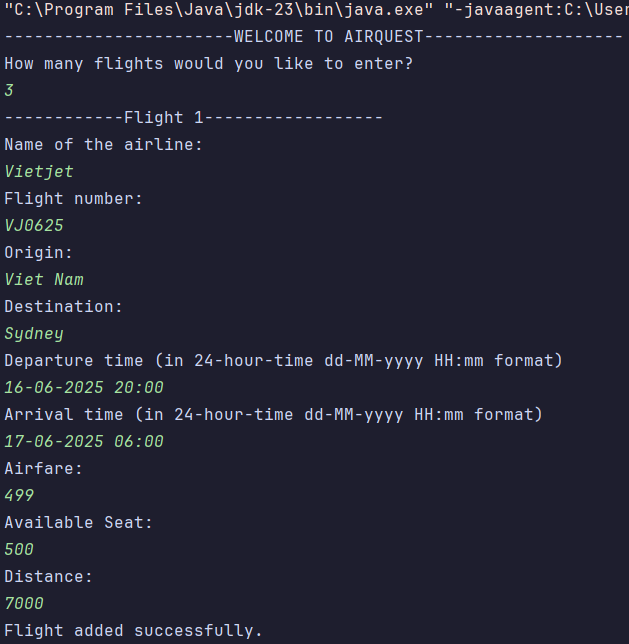 "C:\Program Files\Java\jdk-23\bin\java.exe" "-javaagent:C:\User
-----------------------WELCOME TO AIRQUEST--------------------
How many flights would you like to enter?
3
------------Flight 1------------------
Name of the airline:
Vietjet
Flight number:
VJ0625
Origin:
Viet Nam
Destination:
Sydney
Departure time (in 24-hour-time dd-MM-yyyy HH:mm format)
16-06-2025 20:00
Arrival time (in 24-hour-time dd-MM-yyyy HH:mm format)
17-06-2025 06:00
Airfare:
499
Available Seat:
500
Distance:
7000
Flight added successfully.